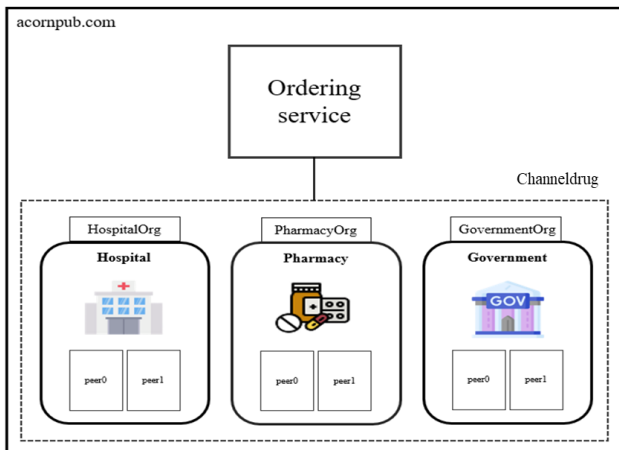 acornpub.com
Ordering
service
Channeldrug
HospitalOrg
PharmacyOrg
GovernmentOrg
Hospital
Pharmacy
Government
GOV
peer0
peer1
peer0
peer1
peer0
peer1